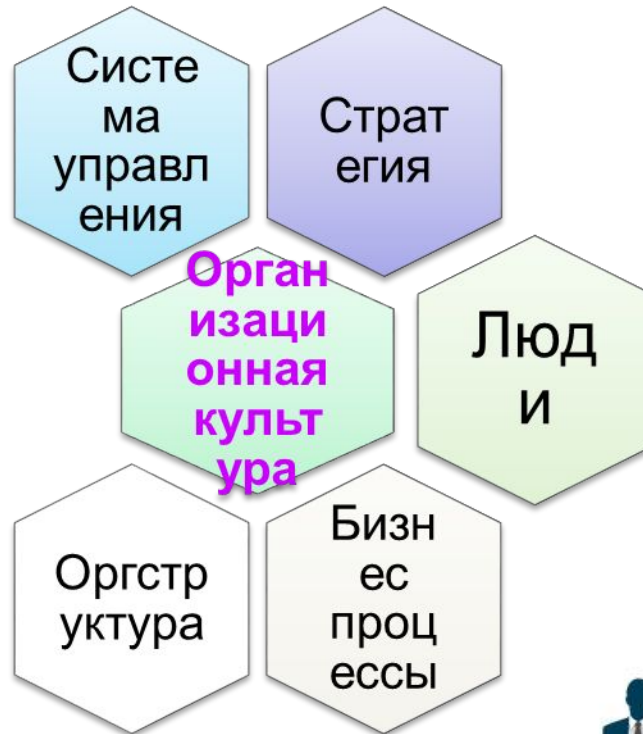 Систе
ма
управл
ения
Страт
егия
Орган
изаци
онная
культ
ура
Люд
и
Оргстр
уктура
Бизн
ес
проц
ессы